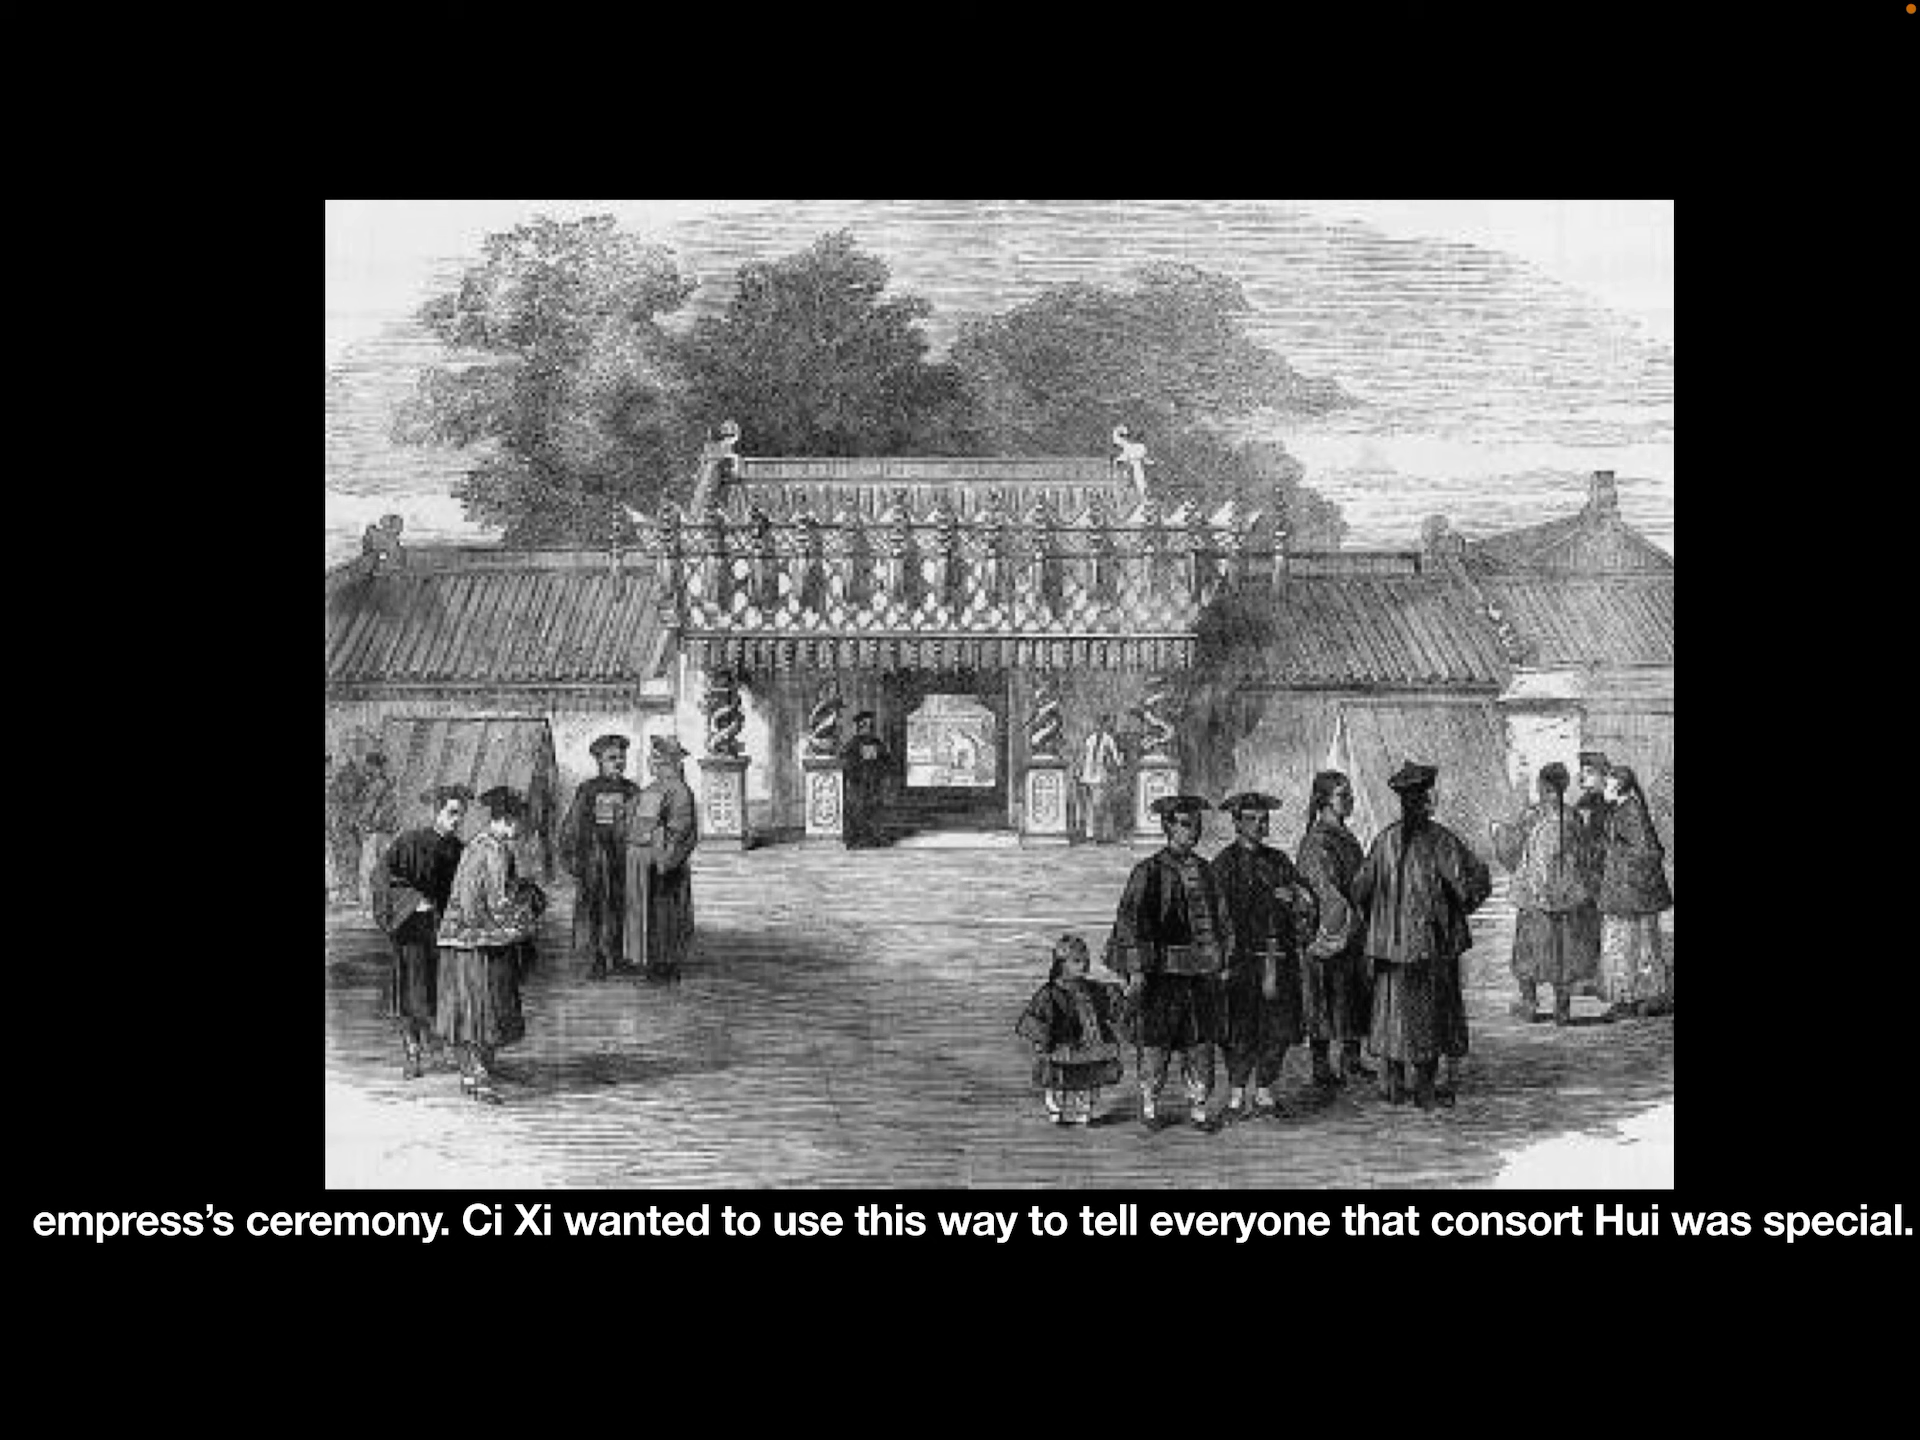 empress’s ceremony. Ci Xi wanted to use this way to tell everyone that consort Hui was special.